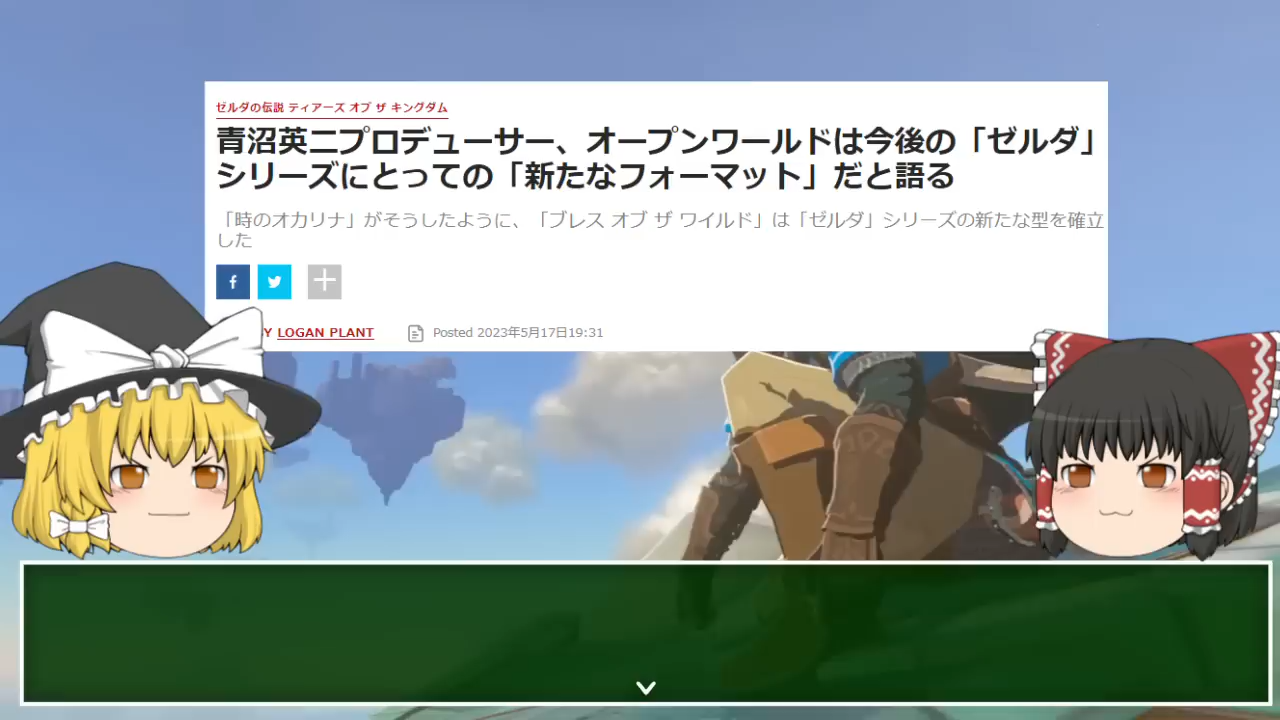 ゼルダの伝説 ティアーズ オブ ザ キングダム
青沼英二プロデューサー、オープンワールドは今後の「ゼルダ」
シリーズにとっての「新たなフォーマット」だと語る
「時のオカリナ」がそうしたように、「ブレス オブ ザ ワイルド」は「ゼルダ」シリーズの新たな型を確立
した
Y LOGAN PLANT Posted 2023年5月17日19:31